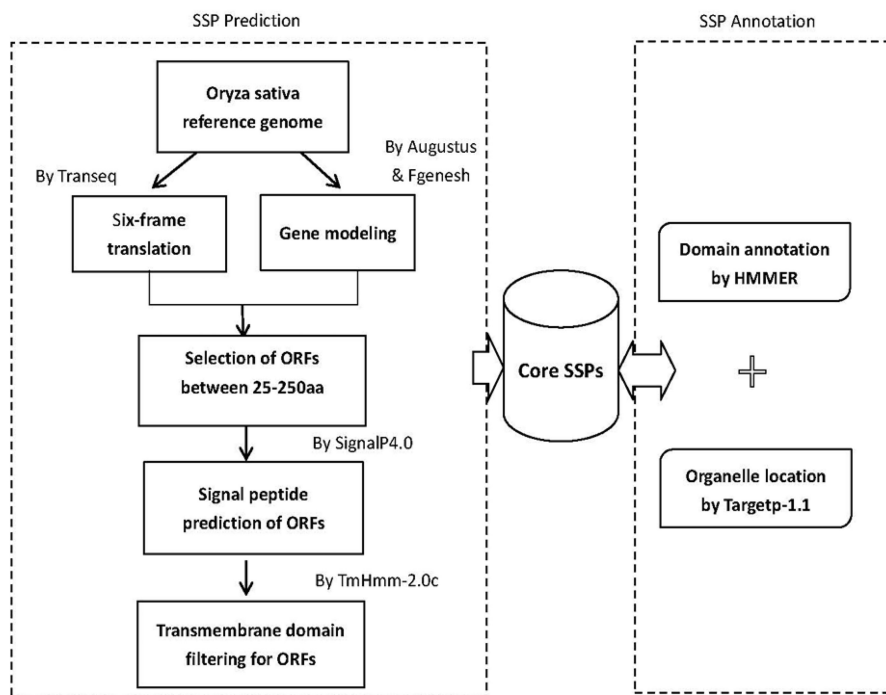 SSP Prediction
SSP Annotation
Oryza sativa
reference genome
By Transeq
By Augustus
& Fgenesh
Six-frame
translation
Gene modeling
Selection of ORFs
between 25-250aa
By SignalP4.0
Signal peptide
prediction of ORFs
By TmHmm-2.0c
Transmembrane domain
filtering for ORFs
Core SSPs
Domain annotation
by HMMER
Organelle location
by Targetp-1.1